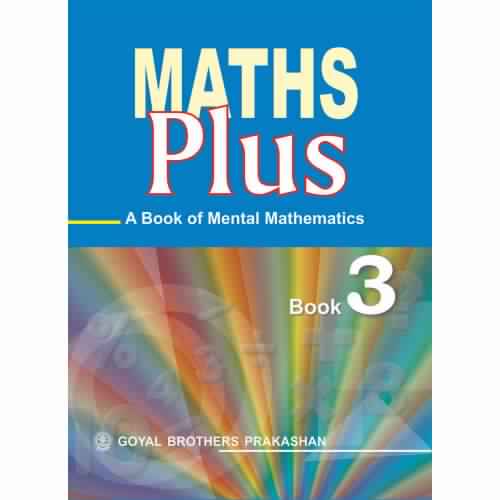 MATHS
Plus
A Book of Mental Mathematics
Book 3
GOYAL BROTHERS PRAKASHAN